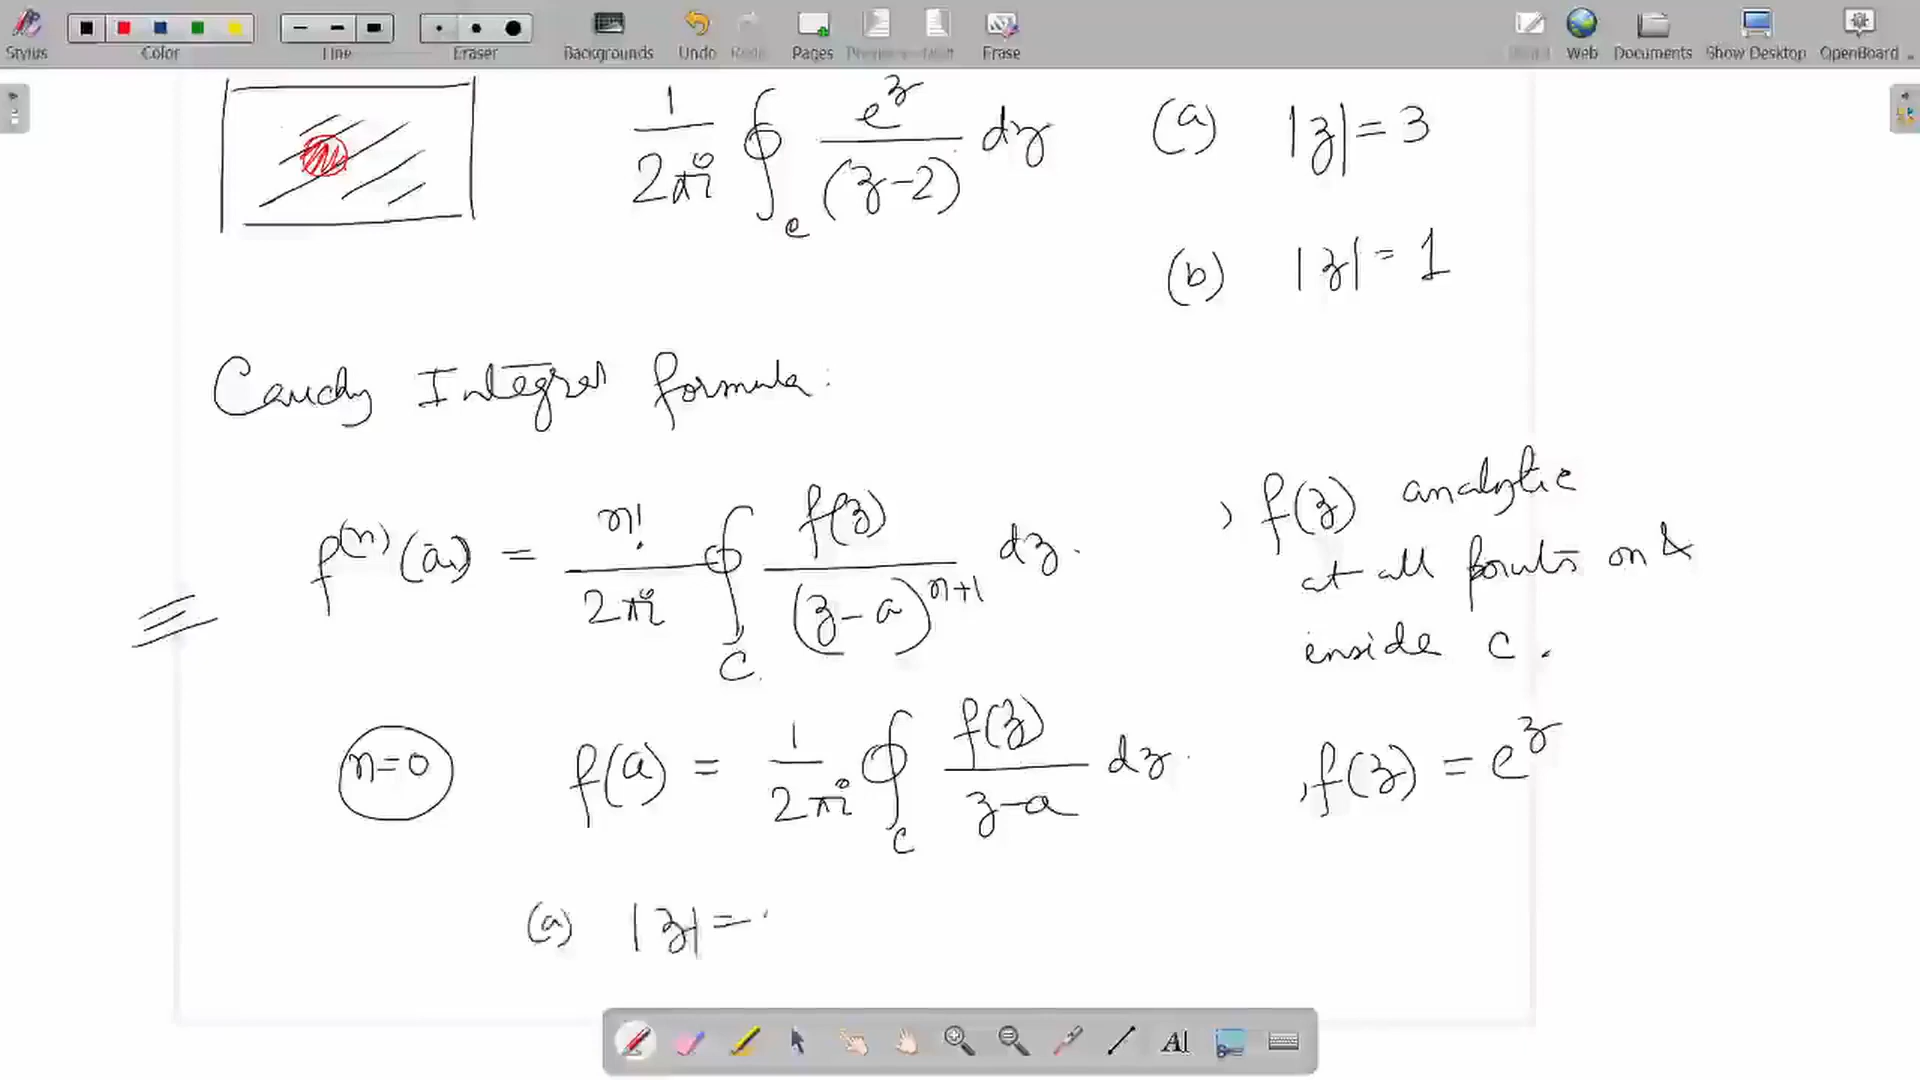 Stylus Color Line Eraser Backgrounds Undo Redo Pages Erase Board Web Documents Show Desktop OpenBoard
1/2πi ∮_C e^z/(z-2) dz (a) |z| = 3
(b) |z| = 1
Cauchy Integral formula:
f^(n)(a) = n!/2πi ∮_C f(z)/(z-a)^(n+1) dz. , f(z) analytic
at all points on &
inside C.
n=0 f(a) = 1/2πi ∮_C f(z)/z-a dz. , f(z) = e^z
(a) |z| =
AI